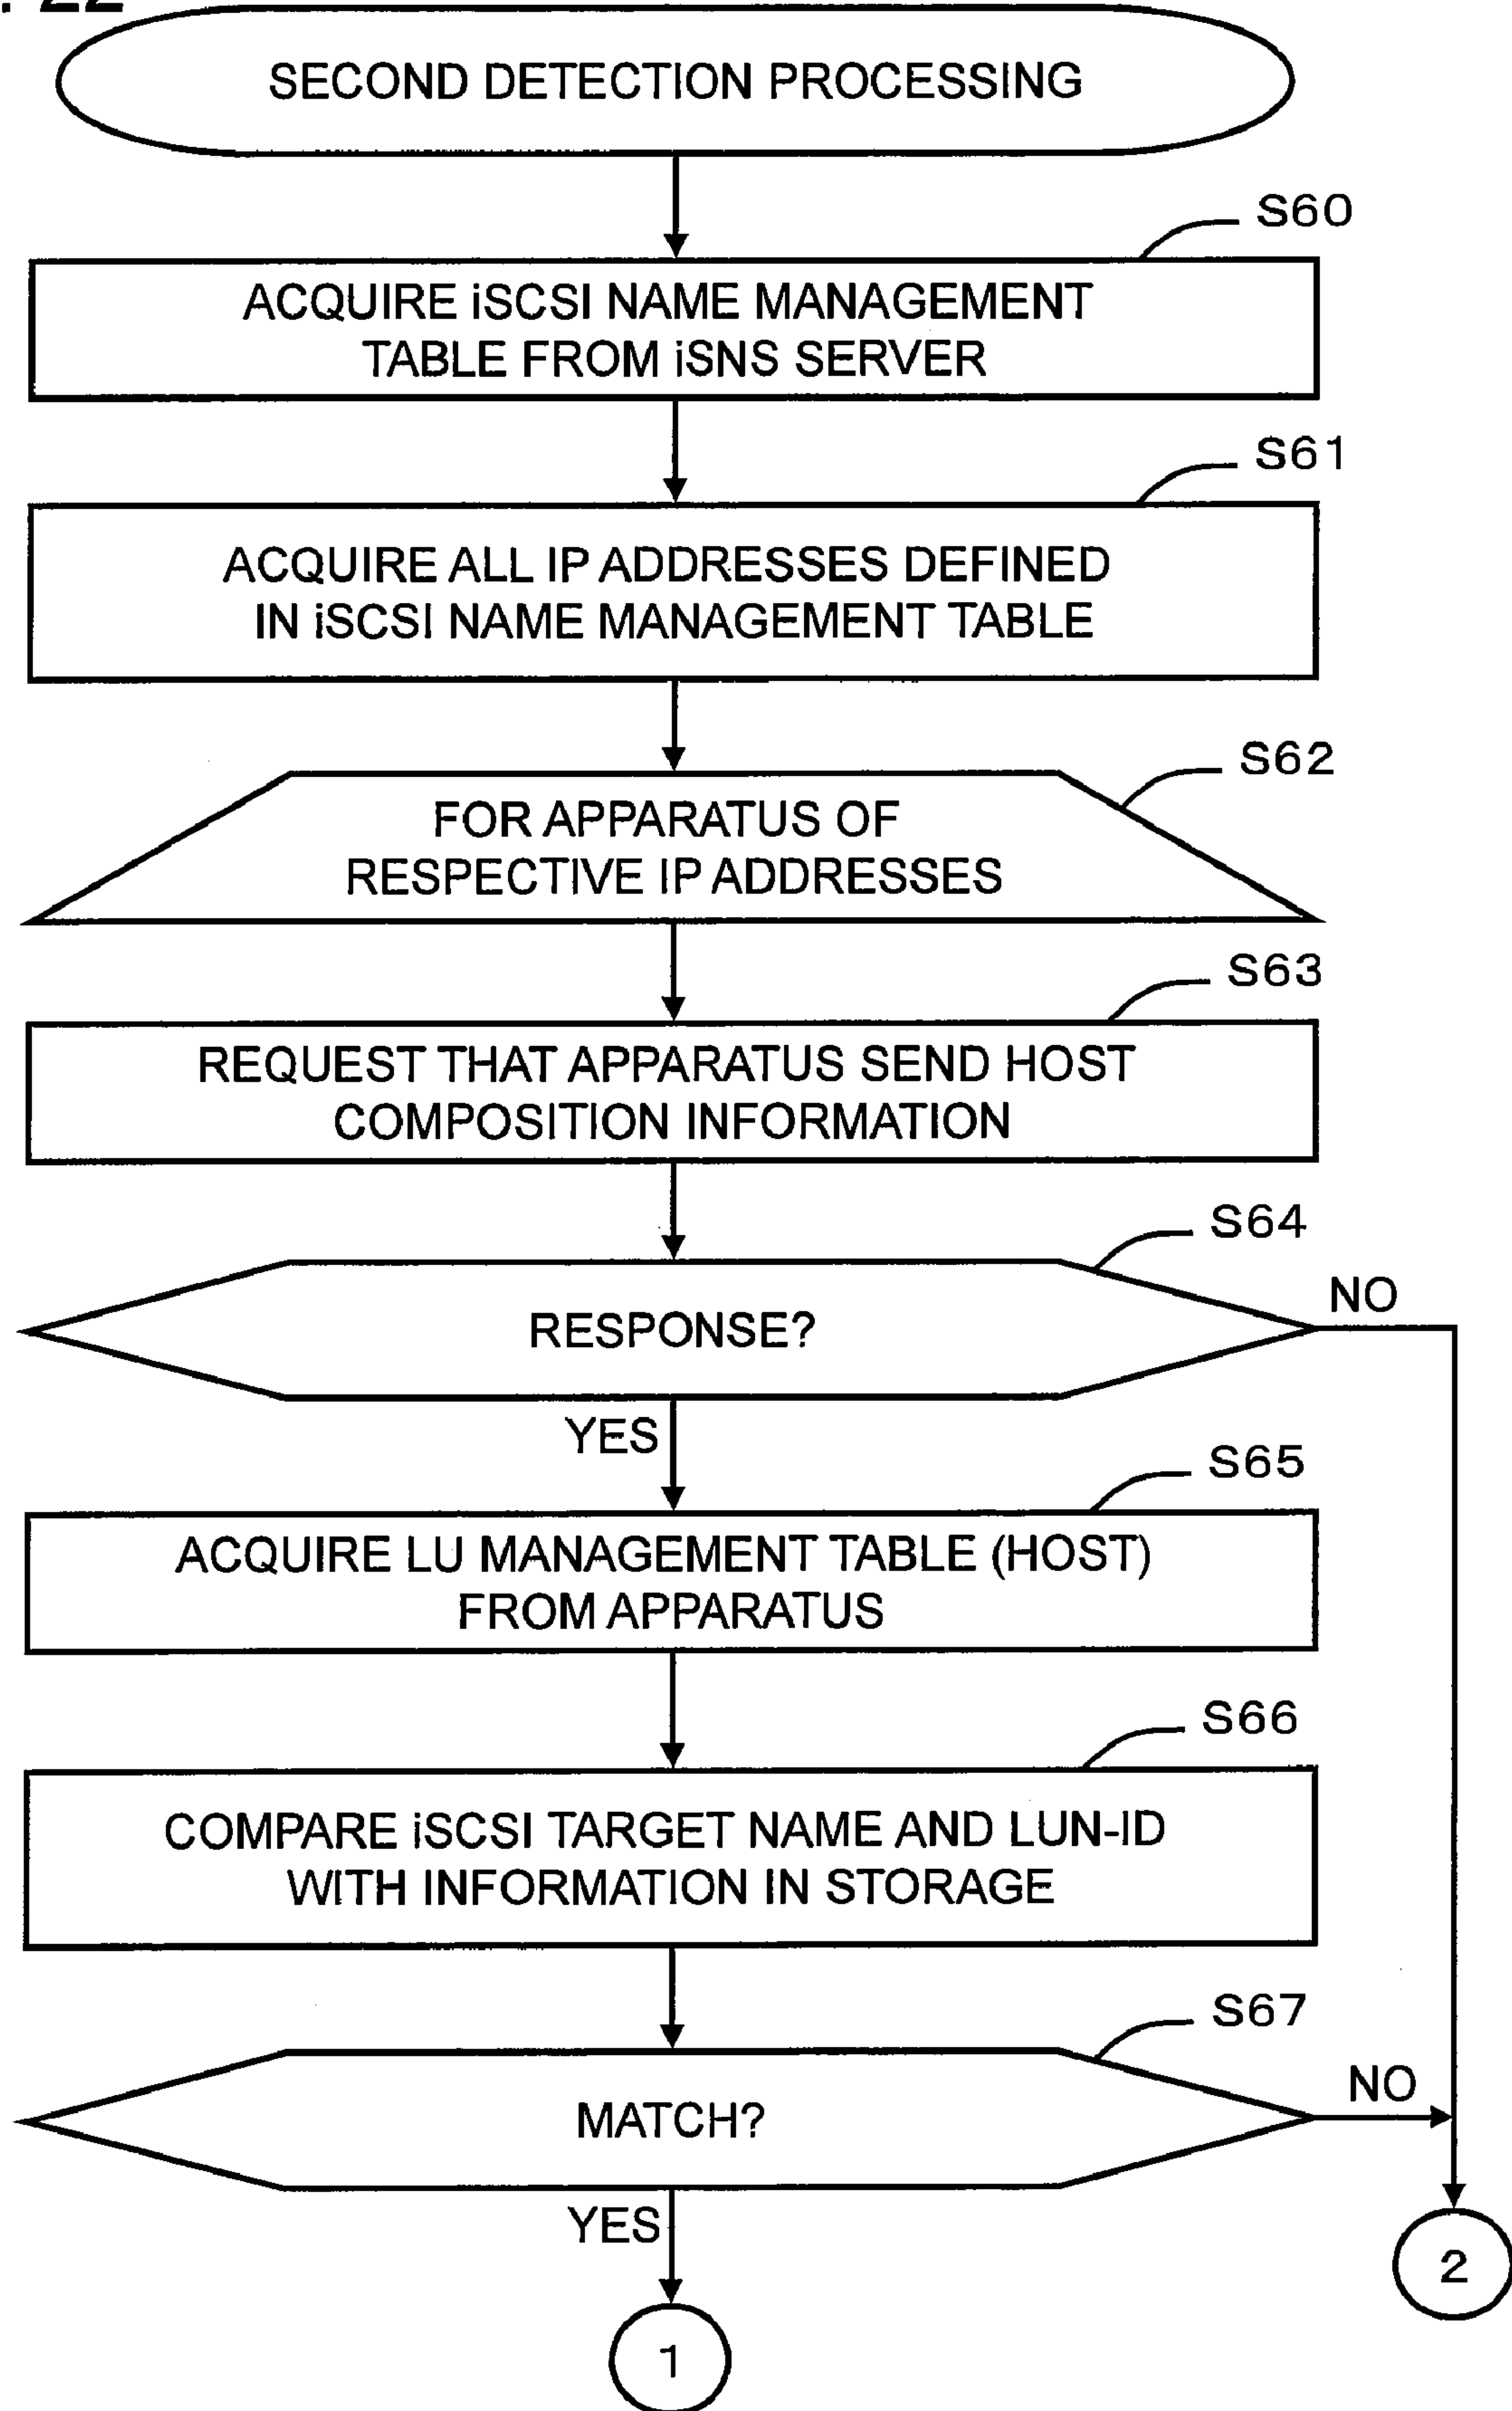 SECOND DETECTION PROCESSING
S60
ACQUIRE iSCSI NAME MANAGEMENT
TABLE FROM iSNS SERVER
S61
ACQUIRE ALL IP ADDRESSES DEFINED
IN iSCSI NAME MANAGEMENT TABLE
S62
FOR APPARATUS OF
RESPECTIVE IP ADDRESSES
S63
REQUEST THAT APPARATUS SEND HOST
COMPOSITION INFORMATION
S64
RESPONSE?
NO
YES
S65
ACQUIRE LU MANAGEMENT TABLE (HOST)
FROM APPARATUS
S66
COMPARE iSCSI TARGET NAME AND LUN-ID
WITH INFORMATION IN STORAGE
S67
MATCH?
NO
YES
2
1